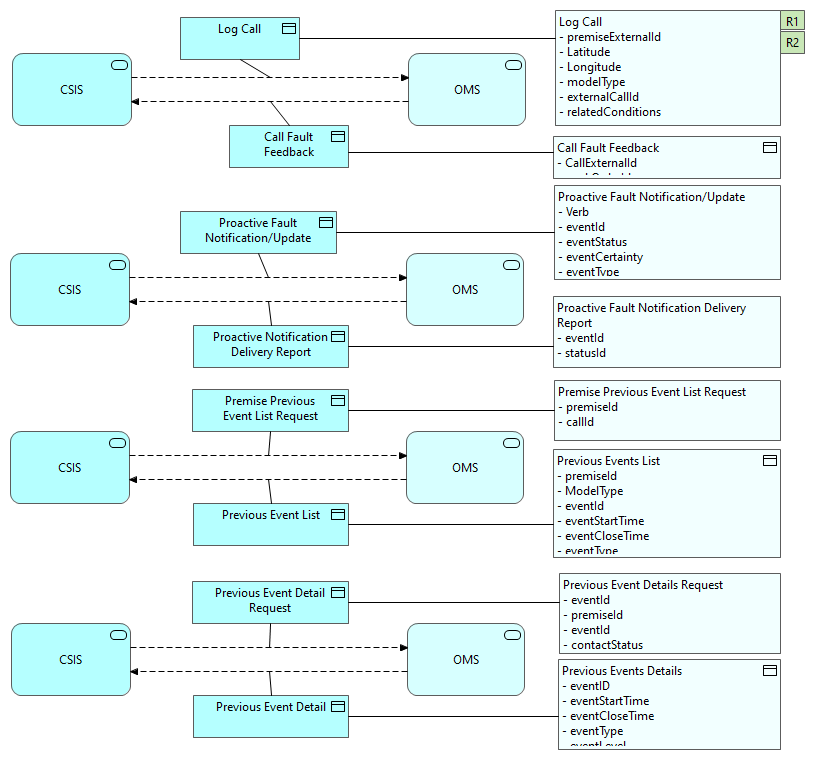 Log Call
CSIS
OMS
Call Fault
Feedback
Log Call
- premiseExternalId
- Latitude
- Longitude
- modelType
- externalCallId
- relatedConditions
R1
R2
Call Fault Feedback
- CallExternalId
Proactive Fault
Notification/Update
CSIS
OMS
Proactive Notification
Delivery Report
Proactive Fault Notification/Update
- Verb
- eventId
- eventStatus
- eventCertainty
- eventType
Proactive Fault Notification Delivery
Report
- eventId
- statusId
Premise Previous
Event List Request
CSIS
OMS
Previous Event List
Premise Previous Event List Request
- premiseId
- callId
Previous Events List
- premiseId
- ModelType
- eventId
- eventStartTime
- eventCloseTime
- eventType
Previous Event Detail
Request
CSIS
OMS
Previous Event Detail
Previous Event Details Request
- eventId
- premiseId
- eventId
- contactStatus
Previous Events Details
- eventID
- eventStartTime
- eventCloseTime
- eventType
- eventLevel